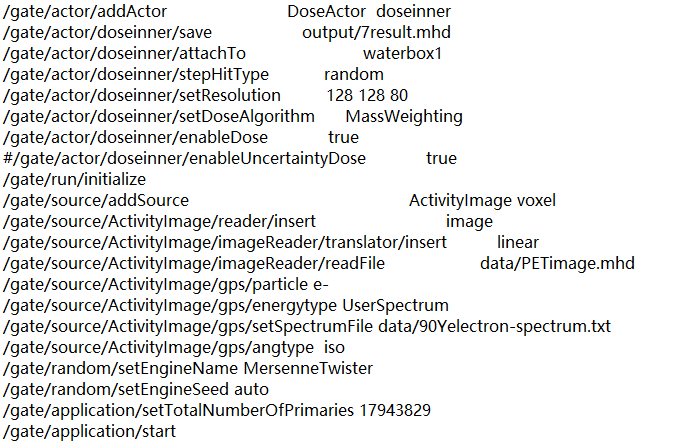 /gate/actor/addActor DoseActor doseinner
/gate/actor/doseinner/save output/7result.mhd
/gate/actor/doseinner/attachTo waterbox1
/gate/actor/doseinner/stepHitType random
/gate/actor/doseinner/setResolution 128 128 80
/gate/actor/doseinner/setDoseAlgorithm MassWeighting
/gate/actor/doseinner/enableDose true
#/gate/actor/doseinner/enableUncertaintyDose true
/gate/run/initialize
/gate/source/addSource ActivityImage voxel
/gate/source/ActivityImage/reader/insert image
/gate/source/ActivityImage/imageReader/translator/insert linear
/gate/source/ActivityImage/imageReader/readFile data/PETimage.mhd
/gate/source/ActivityImage/gps/particle e-
/gate/source/ActivityImage/gps/energytype UserSpectrum
/gate/source/ActivityImage/gps/setSpectrumFile data/90Yelectron-spectrum.txt
/gate/source/ActivityImage/gps/angtype iso
/gate/random/setEngineName MersenneTwister
/gate/random/setEngineSeed auto
/gate/application/setTotalNumberOfPrimaries 17943829
/gate/application/start